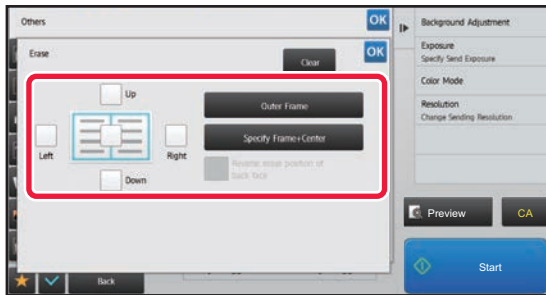 Others
OK
Background Adjustment
Erase
OK
Clear
Exposure
Specify Send Exposure
Color Mode
Up
Outer Frame
Resolution
Change Sending Resolution
Specify Frame+Center
Left
Right
Reverse erase position of
back face
Down
Preview
CA
Start
Back